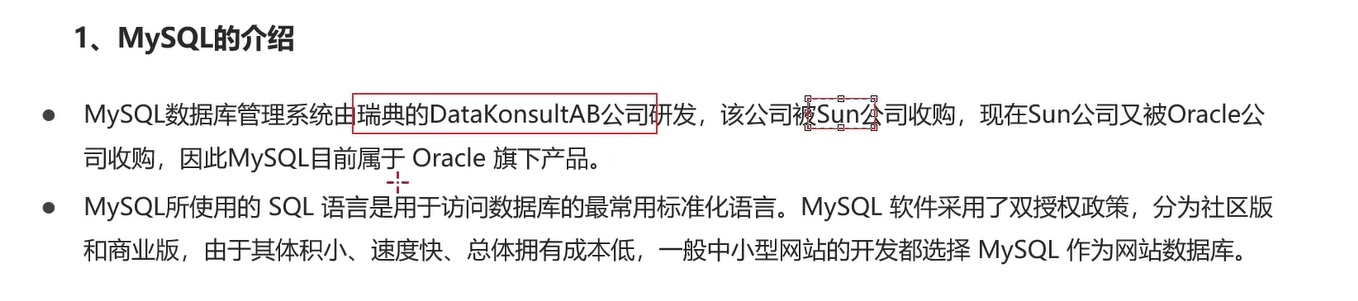 1、MySQL的介绍
● MySQL数据库管理系统由瑞典的DataKonsultAB公司研发，该公司被Sun公司收购，现在Sun公司又被Oracle公
司收购，因此MySQL目前属于 Oracle 旗下产品。
● MySQL所使用的 SQL 语言是用于访问数据库的最常用标准化语言。MySQL 软件采用了双授权政策，分为社区版
和商业版，由于其体积小、速度快、总体拥有成本低，一般中小型网站的开发都选择 MySQL 作为网站数据库。